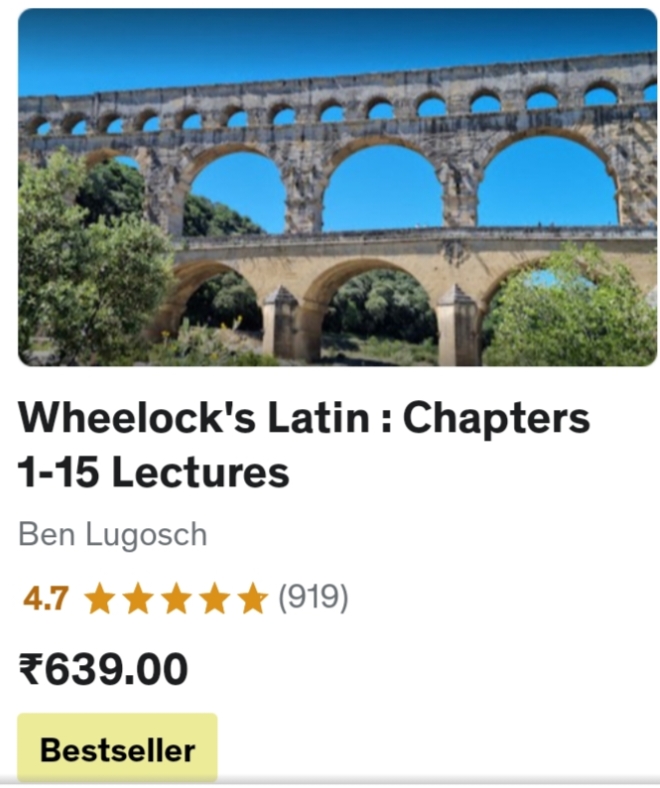 Wheelock's Latin : Chapters
1-15 Lectures
Ben Lugosch
4.7 (919)
₹639.00
Bestseller